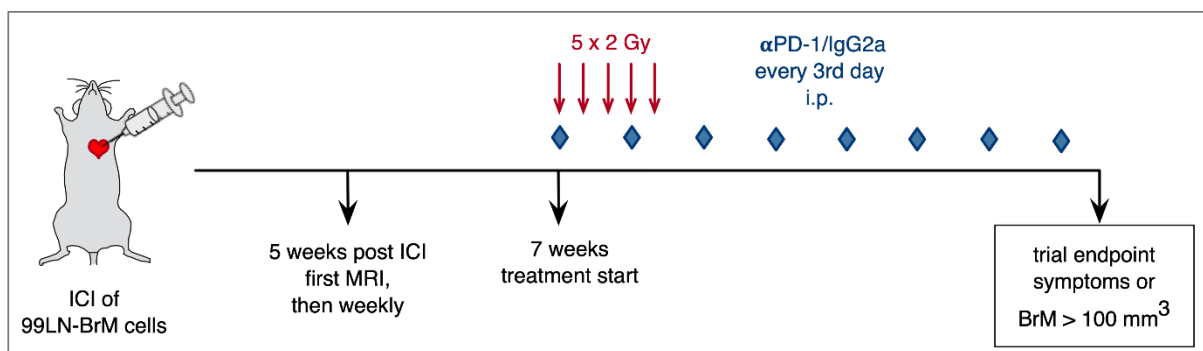 5 x 2 Gy
αPD-1/IgG2a
every 3rd day
i.p.
ICI of
99LN-BrM cells
5 weeks post ICI
first MRI,
then weekly
7 weeks
treatment start
trial endpoint
symptoms or
BrM > 100 mm³